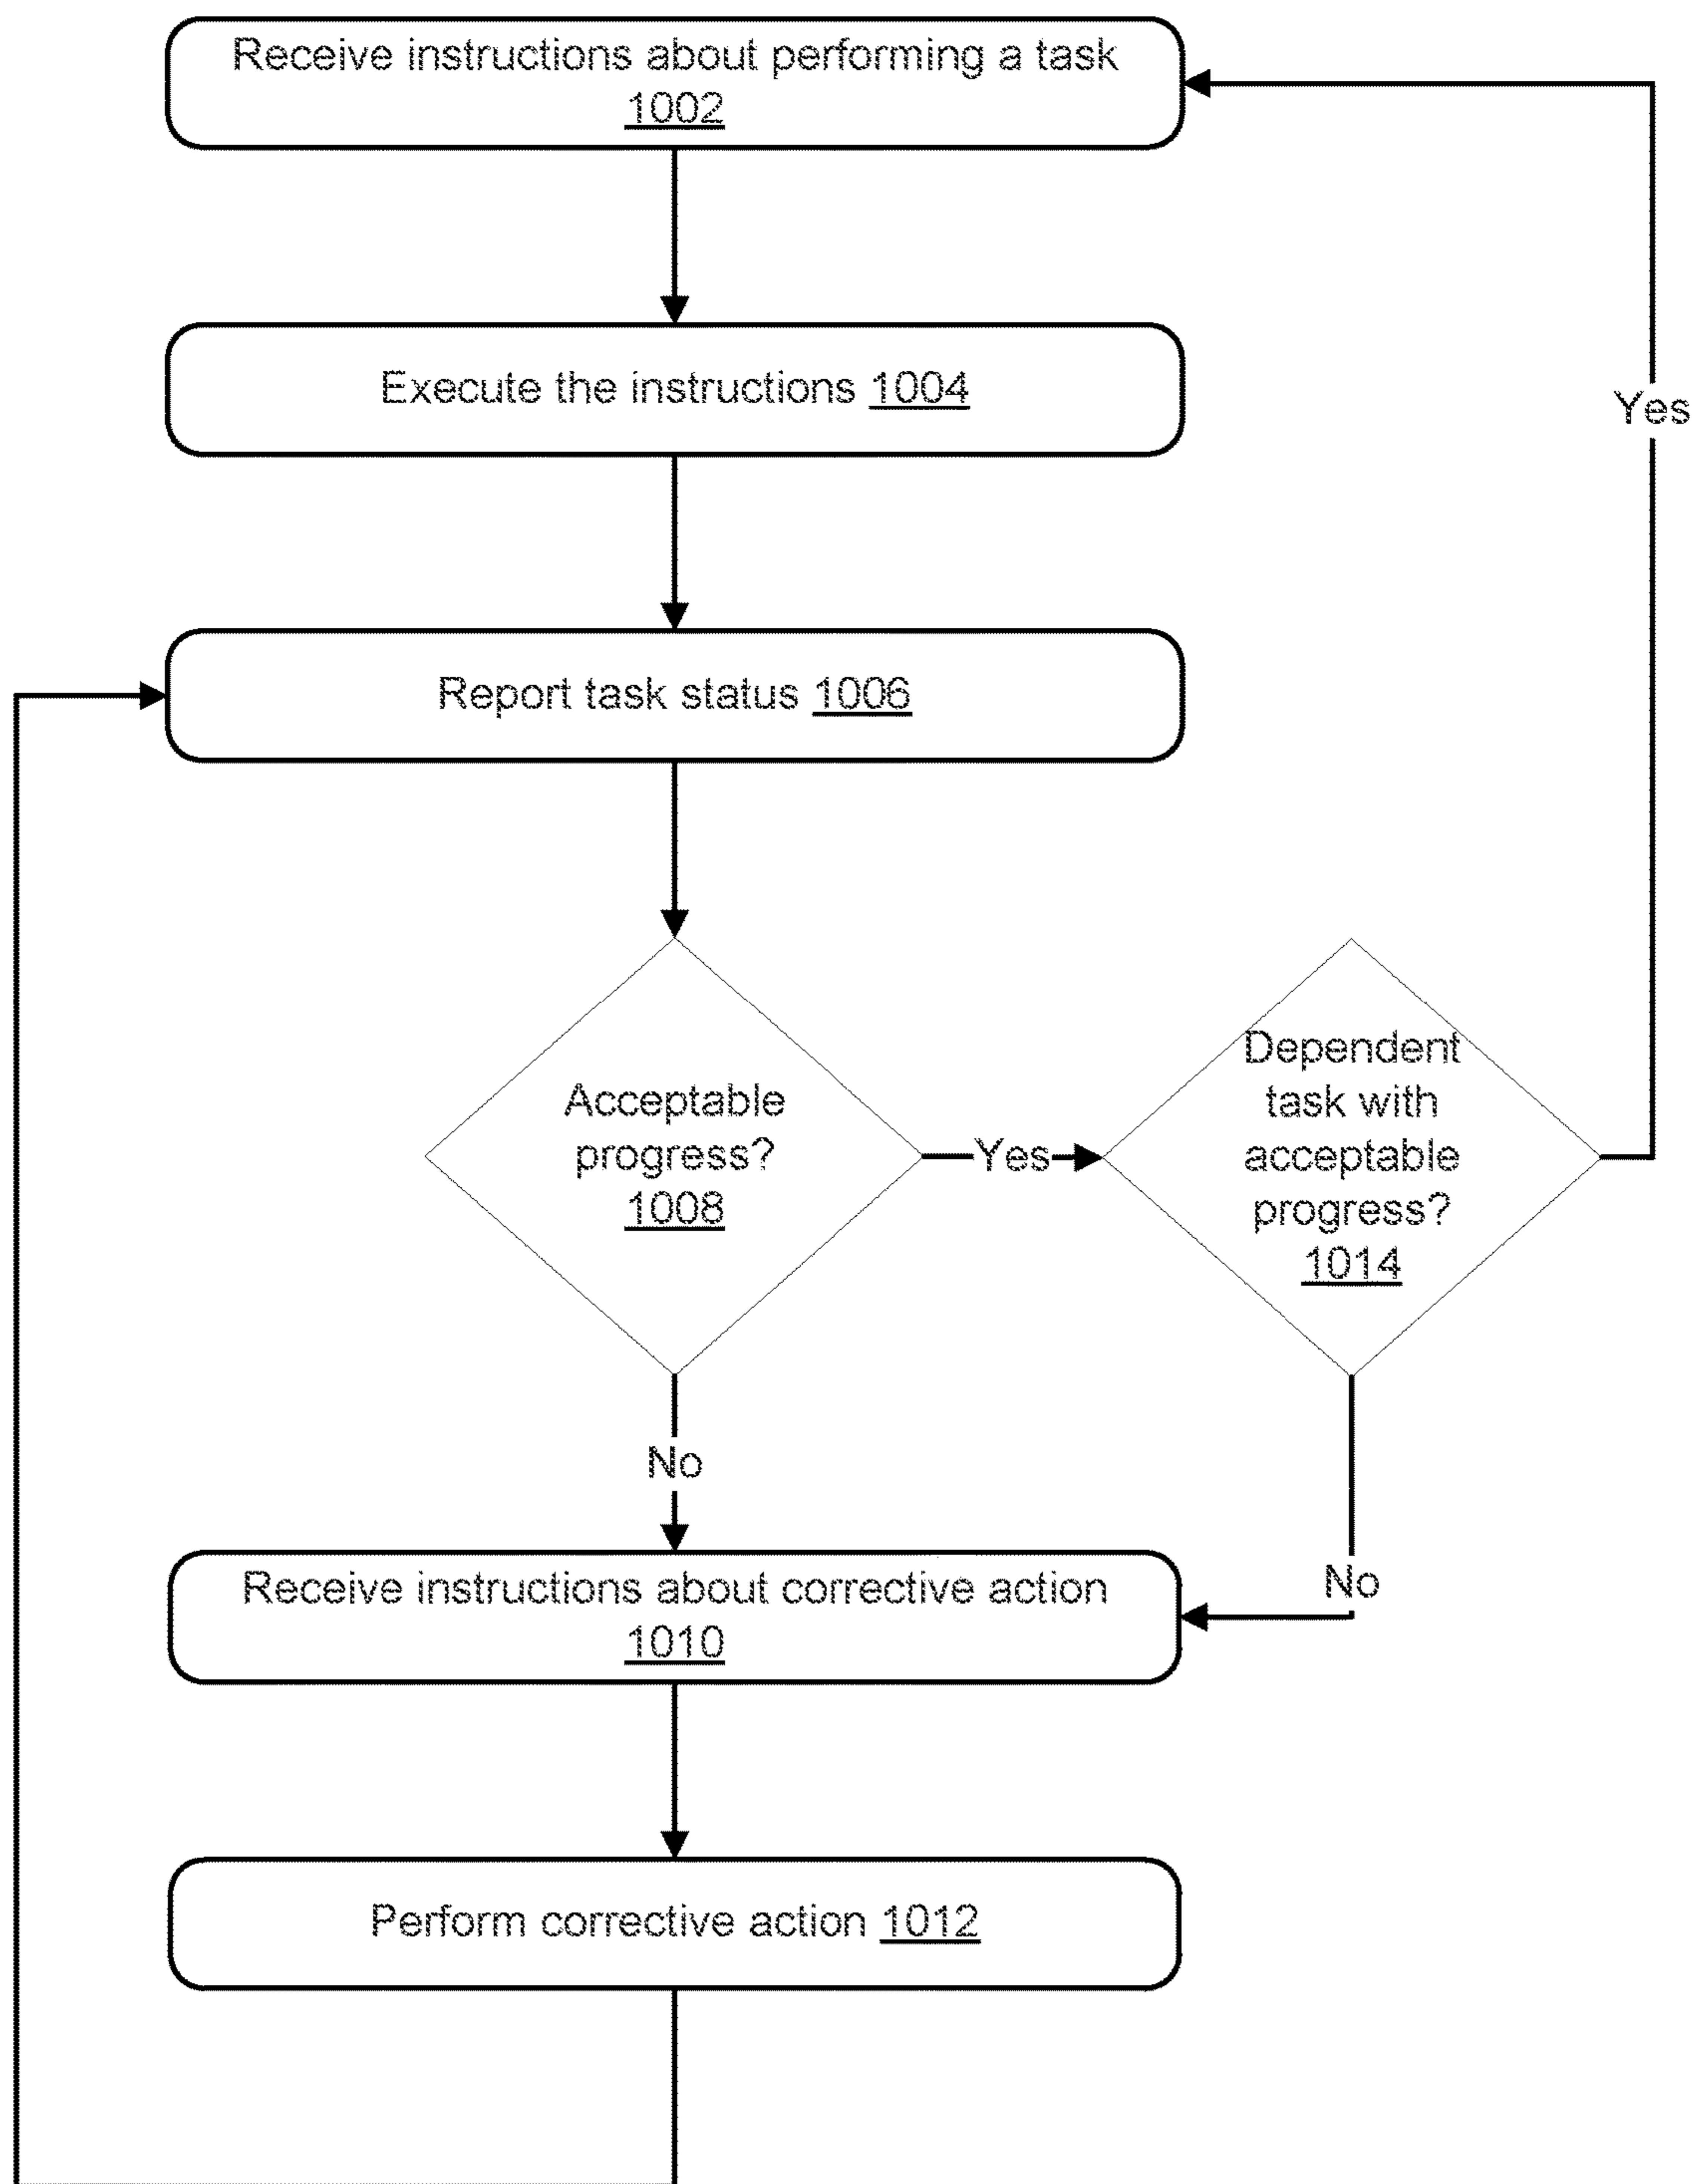 Receive instructions about performing a task
1002
Execute the instructions 1004
Yes
Report task status 1006
Acceptable
progress?
1008
Yes
Dependent
task with
acceptable
progress?
1014
No
No
Receive instructions about corrective action
1010
Perform corrective action 1012